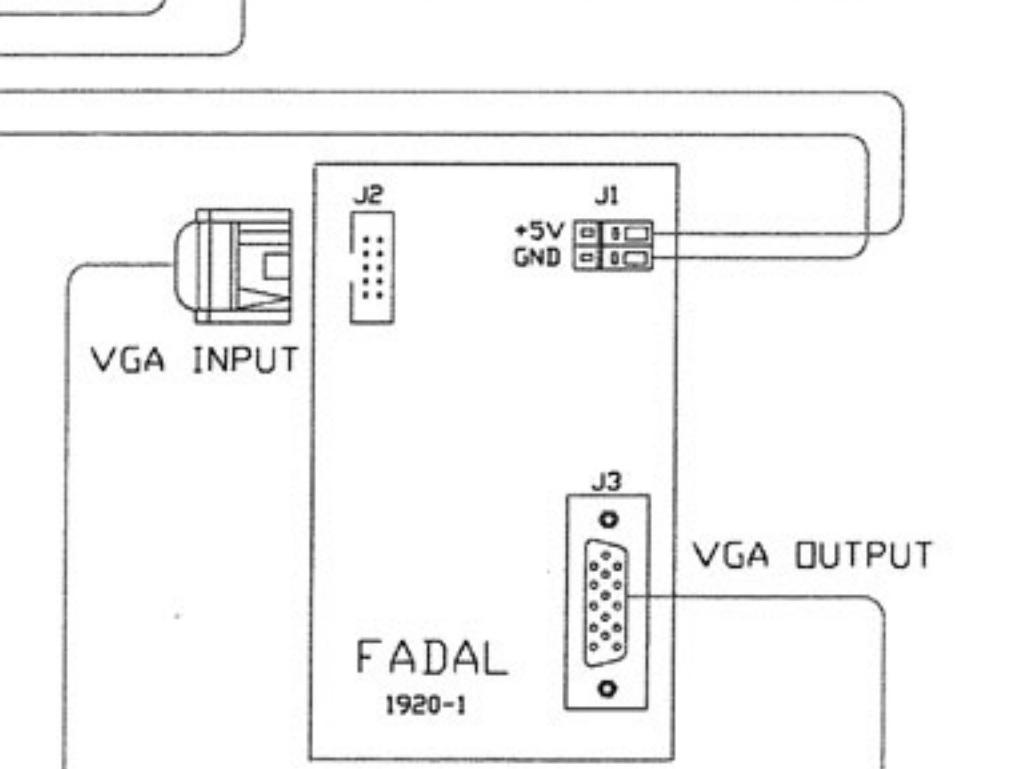 J2
J1
+5V
GND
VGA INPUT
J3
VGA OUTPUT
FADAL
1920-1